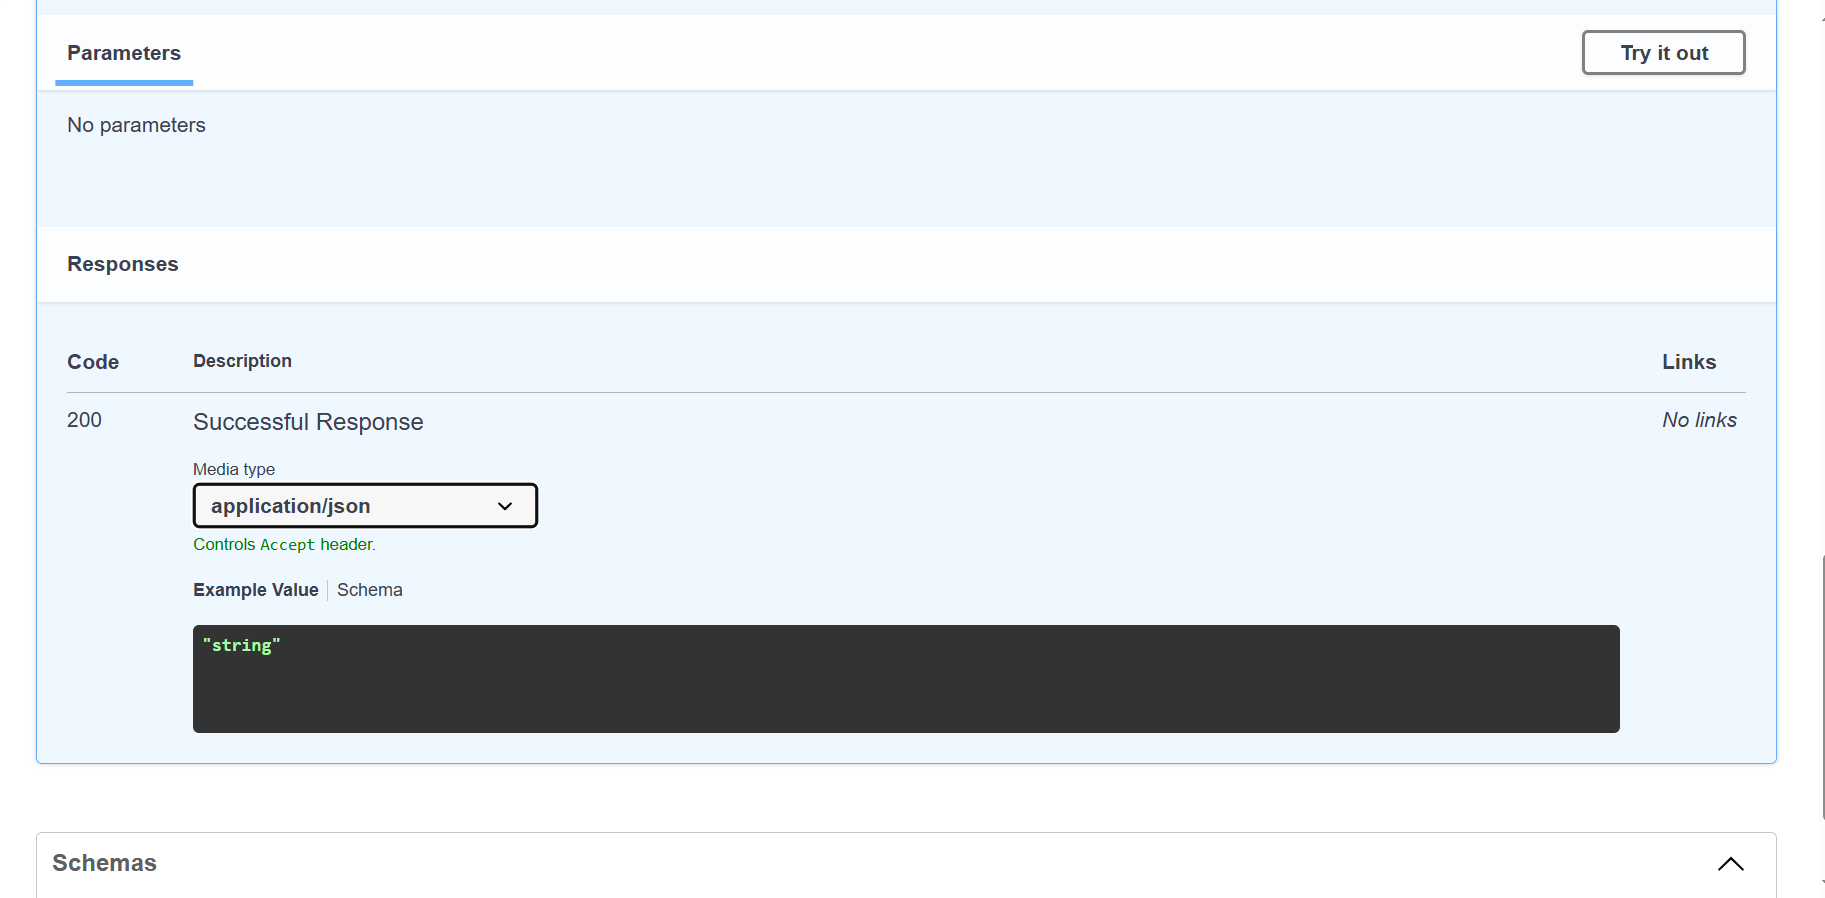 Parameters
Try it out
No parameters
Responses
Code Description Links
200 Successful Response No links
Media type
application/json
Controls Accept header.
Example Value Schema
"string"
Schemas